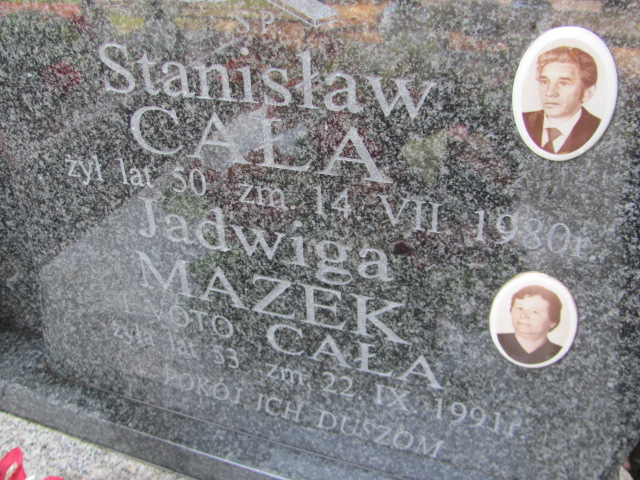 Ś.P.
Stanisław
CAŁA
żył lat 50 zm. 14. VII. 1980r.
Jadwiga
MAZEK
I VOTO CAŁA
żyła lat 53 zm. 22. IX. 1991r.
POKÓJ ICH DUSZOM